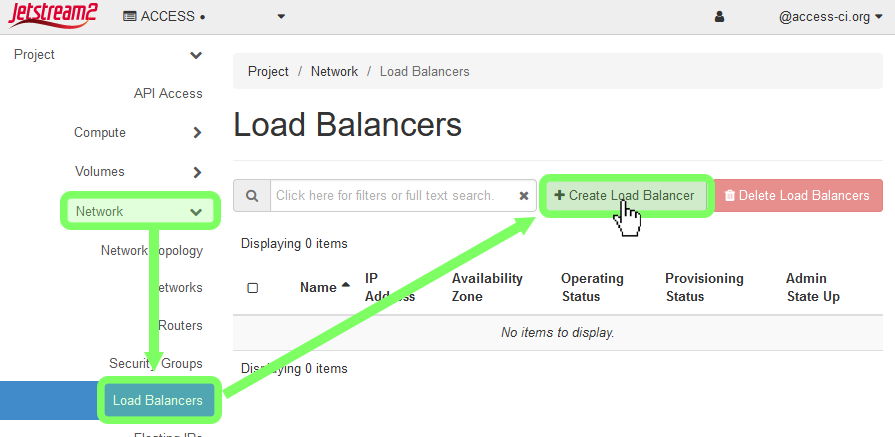 Jetstream2
ACCESS •
@access-ci.org
Project
API Access
Compute
Volumes
Network
Security Groups
Load Balancers
Floating IPs
Project / Network / Load Balancers
Load Balancers
Click here for filters or full text search.
Create Load Balancer
Delete Load Balancers
Displaying 0 items
Name
IP Address
Availability Zone
Operating Status
Provisioning Status
Admin State Up
No items to display.
Displaying 0 items
Network Topology
Networks
Routers